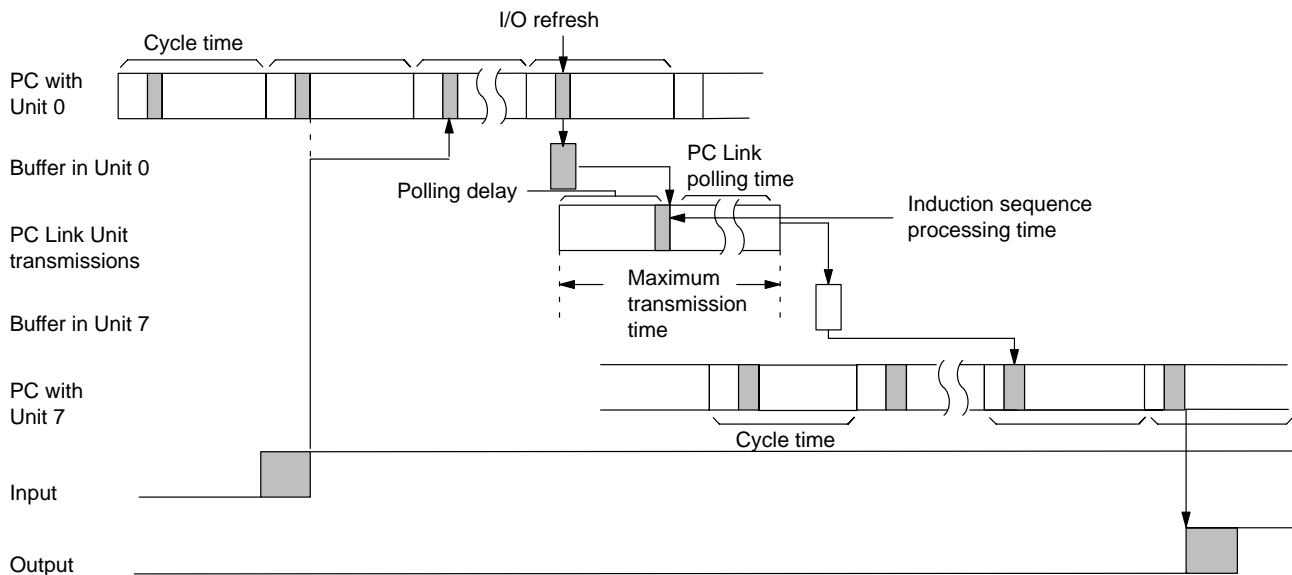 I/O refresh
Cycle time
PC with
Unit 0
Buffer in Unit 0
PC Link
polling time
Polling delay
Induction sequence
processing time
PC Link Unit
transmissions
Maximum
transmission
time
Buffer in Unit 7
PC with
Unit 7
Cycle time
Input
Output